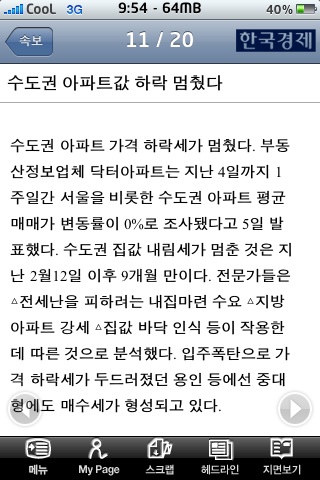 CooL 3G 9:54 - 64MB 40%
속보 11 / 20 한국경제
수도권 아파트값 하락 멈췄다
수도권 아파트 가격 하락세가 멈췄다. 부동
산정보업체 닥터아파트는 지난 4일까지 1
주일간 서울을 비롯한 수도권 아파트 평균
매매가 변동률이 0%로 조사됐다고 5일 발
표했다. 수도권 집값 내림세가 멈춘 것은 지
난 2월12일 이후 9개월 만이다. 전문가들은
△전세난을 피하려는 내집마련 수요 △지방
아파트 강세 △집값 바닥 인식 등이 작용한
데 따른 것으로 분석했다. 입주폭탄으로 가
격 하락세가 두드러졌던 용인 등에선 중대
형에도 매수세가 형성되고 있다.
메뉴 My Page 스크랩 헤드라인 지면보기